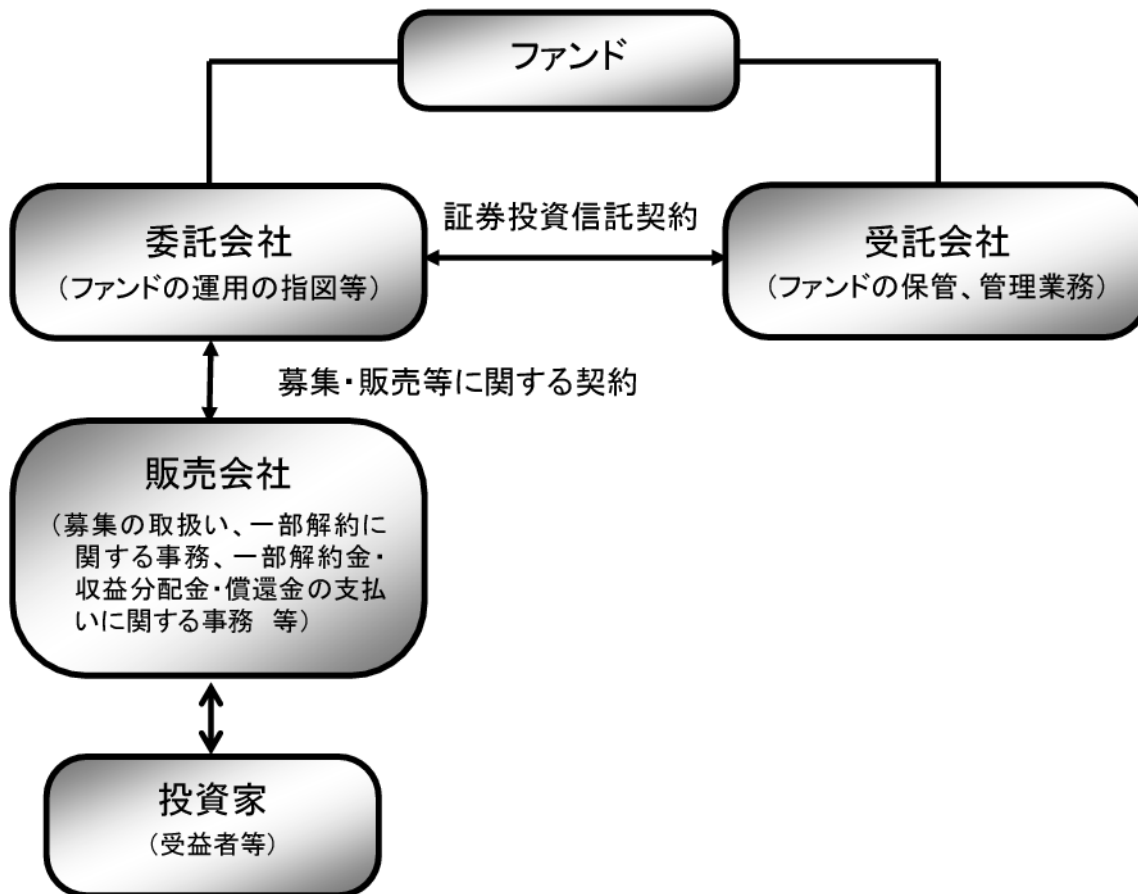 ファンド
委託会社
（ファンドの運用の指図等）
証券投資信託契約
受託会社
（ファンドの保管、管理業務）
募集・販売等に関する契約
販売会社
（募集の取扱い、一部解約に
関する事務、一部解約金・
収益分配金・償還金の支払
いに関する事務　等）
投資家
（受益者等）